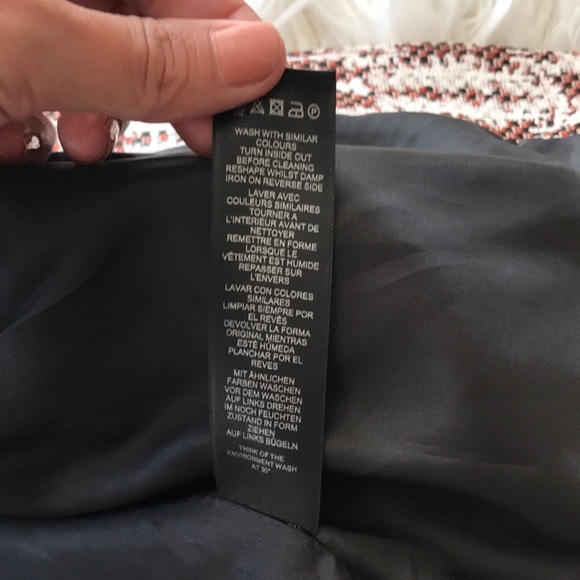 P
WASH WITH SIMILAR
COLOURS
TURN INSIDE OUT
BEFORE CLEANING
RESHAPE WHILST DAMP
IRON ON REVERSE SIDE
LAVER AVEC
COULEURS SIMILAIRES
TOURNER A
L'INTERIEUR AVANT DE
NETTOYER
REMETTRE EN FORME
LORSQUE LE
VÊTEMENT EST HUMIDE
REPASSER SUR
L'ENVERS
LAVAR CON COLORES
SIMILARES
LIMPIAR SIEMPRE POR
EL REVÉS
DEVOLVER LA FORMA
ORIGINAL MIENTRAS
ESTÉ HÚMEDA
PLANCHAR POR EL
REVES
MIT ÄHNLICHEN
FARBEN WASCHEN
VOR DEM WASCHEN
AUF LINKS DREHEN
IM NOCH FEUCHTEN
ZUSTAND IN FORM
ZIEHEN
AUF LINKS BÜGELN
THINK OF THE
ENVIRONMENT WASH
AT 30°